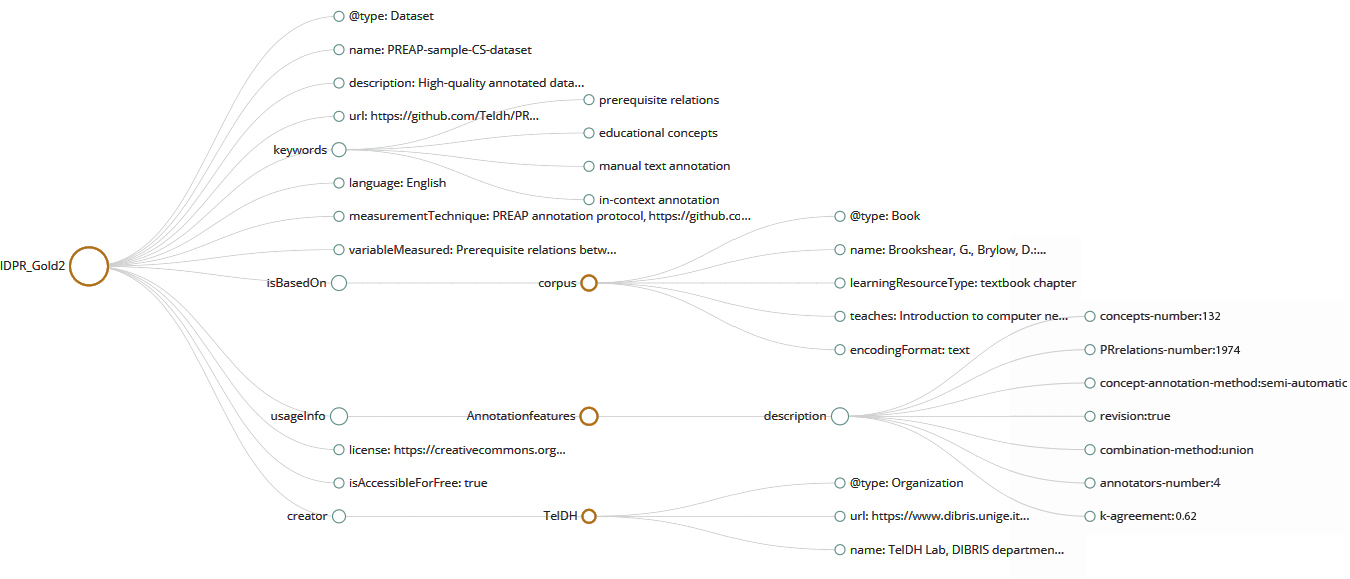 IDPR_Gold2
@type: Dataset
name: PREAP-sample-CS-dataset
description: High-quality annotated data...
url: https://github.com/Teldh/PR...
keywords
prerequisite relations
educational concepts
manual text annotation
in-context annotation
language: English
measurementTechnique: PREAP annotation protocol, https://github.co...
variableMeasured: Prerequisite relations betw...
isBasedOn
corpus
@type: Book
name: Brookshear, G., Brylow, D.:...
learningResourceType: textbook chapter
teaches: Introduction to computer ne...
encodingFormat: text
usageInfo
Annotationfeatures
description
concepts-number:132
PRrelations-number:1974
concept-annotation-method:semi-automatic
revision:true
combination-method:union
annotators-number:4
k-agreement:0.62
license: https://creativecommons.org...
isAccessibleForFree: true
creator
TelDH
@type: Organization
url: https://www.dibris.unige.it...
name: TelDH Lab, DIBRIS departmen...